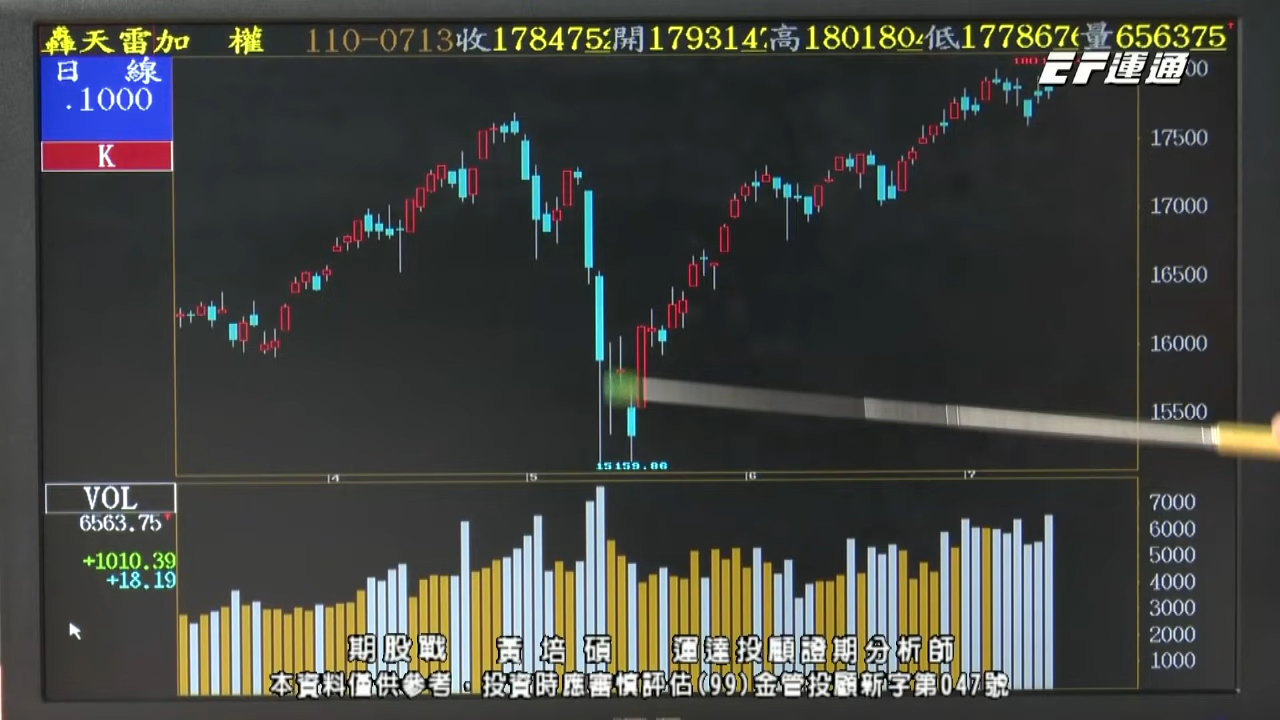 轟天雷加 權 110-0713收1784752開1793147高1801804低1778676量656375
日 線
.1000
EF運通
K
17500
17000
16500
16000
15500
15159.86
4 5 6 7
VOL
6563.75
+1010.39
+18.19
7000
6000
5000
4000
3000
2000
1000
期股戰 黃培碩 運達投顧證期分析師
本資料僅供參考。投資時應審慎評估(99)金管投顧新字第047號